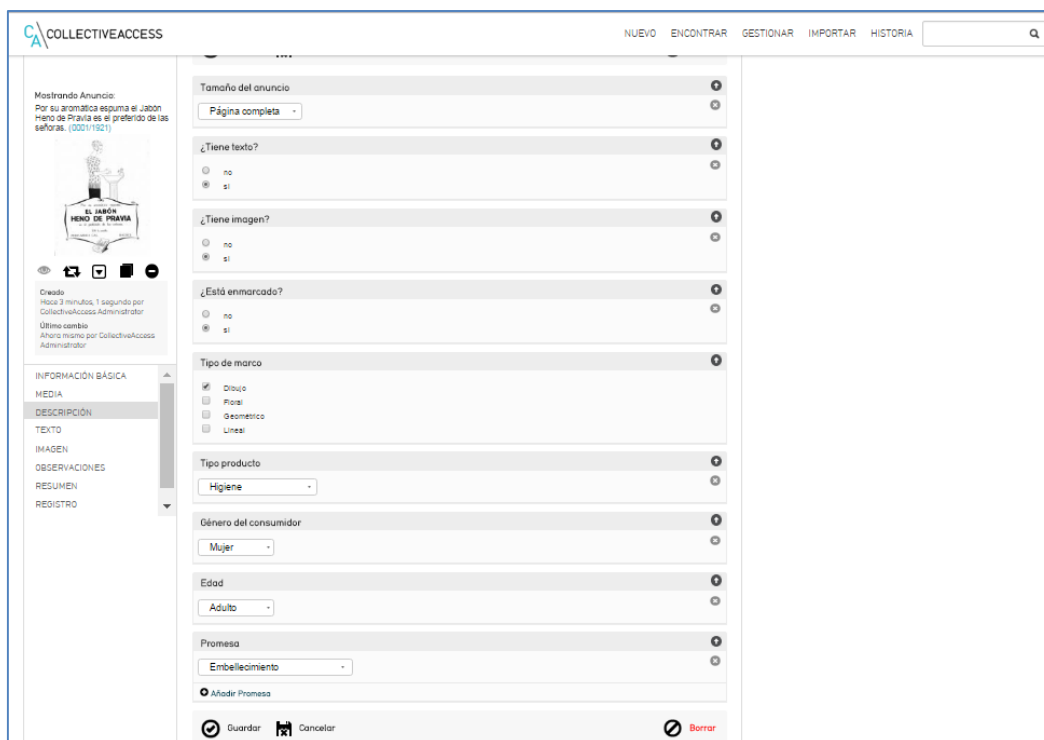 COLLECTIVEACCESS
NUEVO ENCONTRAR GESTIONAR IMPORTAR HISTORIA
Mostrando Anuncio:
Por su aromática espuma el Jabón
Heno de Pravia es el preferido de las
señoras. (0021/1921)
EL JABÓN
HENO DE PRAVIA
Creado
Hace 3 minutos, 1 segundo por
CollectiveAccess Administrator
Último cambio
Ahora mismo por CollectiveAccess
Administrator
INFORMACIÓN BÁSICA
MEDIA
DESCRIPCIÓN
TEXTO
IMAGEN
OBSERVACIONES
RESUMEN
REGISTRO
Tamaño del anuncio
Página completa
¿Tiene texto?
no
si
¿Tiene imagen?
no
si
¿Está enmarcado?
no
si
Tipo de marco
Dibujo
Floral
Geométrico
Lineal
Tipo producto
Higiene
Género del consumidor
Mujer
Edad
Adulto
Promesa
Embellecimiento
Añadir Promesa
Guardar Cancelar Borrar